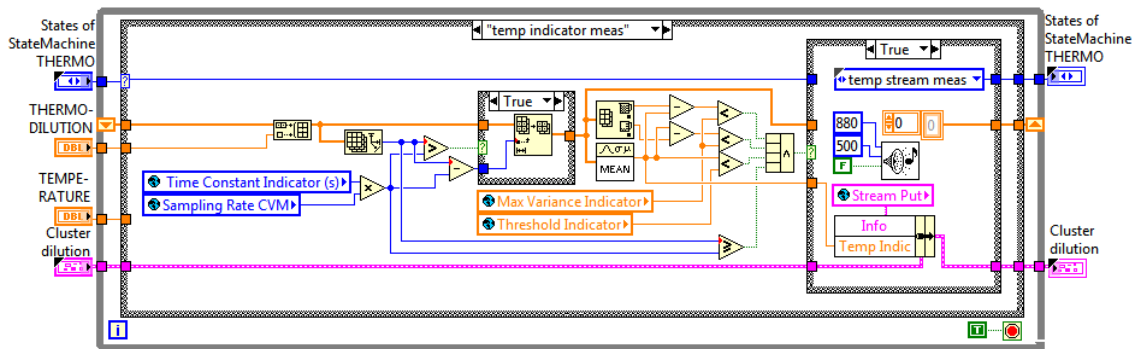 States of
StateMachine
THERMO
"temp indicator meas"
States of
StateMachine
THERMO
True
temp stream meas
THERMO-
DILUTION
DBL
True
880
0
0
500
F
MEAN
Time Constant Indicator (s)
Sampling Rate CVM
Max Variance Indicator
Threshold Indicator
Stream Put
Info
Temp Indic
TEMPE-
RATURE
DBL
Cluster
dilution
Cluster
dilution
i
T